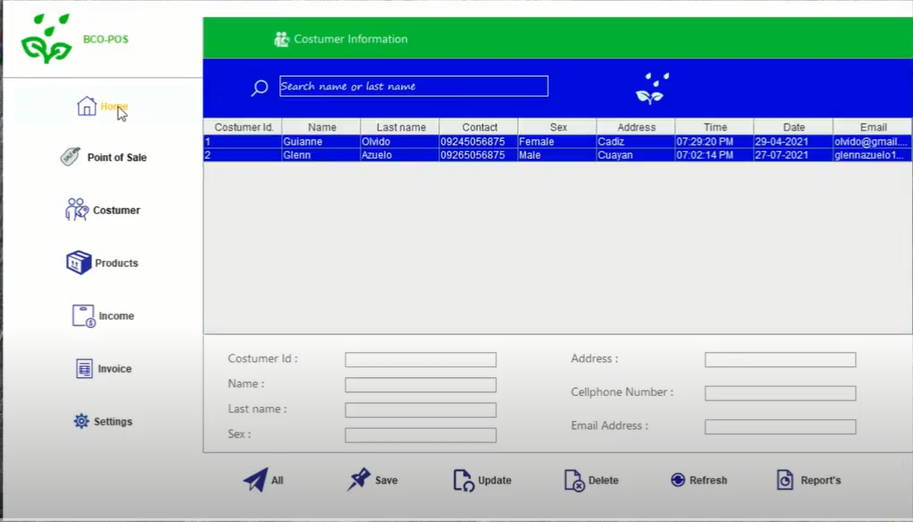 BCO-POS
Costumer Information
Search name or last name
Home
Point of Sale
Costumer
Products
Income
Invoice
Settings
Costumer Id. Name Last name Contact Sex Address Time Date Email
1 Guianne Olvido 09245056875 Female Cadiz 07:29:20 PM 29-04-2021 olvido@gmail....
2 Glenn Azuelo 09265056875 Male Cuayan 07:02:14 PM 27-07-2021 glennazuelo1...
Costumer Id :
Name :
Last name :
Sex :
Address :
Cellphone Number :
Email Address :
All Save Update Delete Refresh Report's